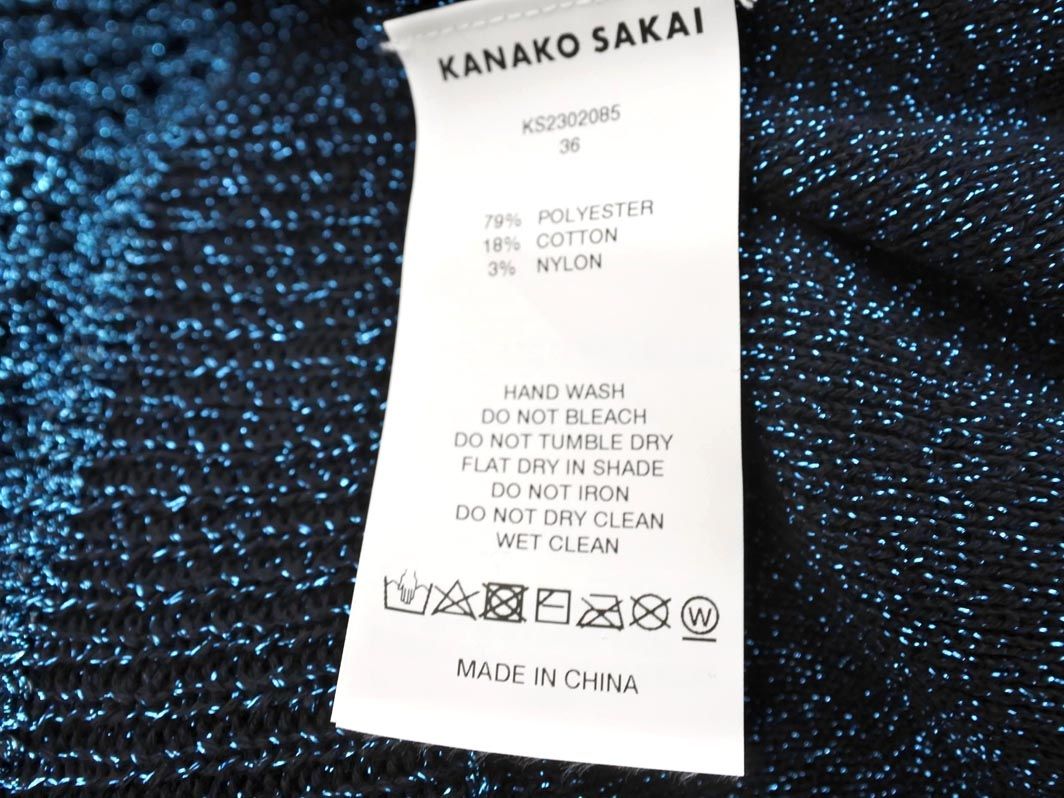 KANAKO SAKAI
KS2302085
36
79% POLYESTER
18% COTTON
3% NYLON
HAND WASH
DO NOT BLEACH
DO NOT TUMBLE DRY
FLAT DRY IN SHADE
DO NOT IRON
DO NOT DRY CLEAN
WET CLEAN
W
MADE IN CHINA